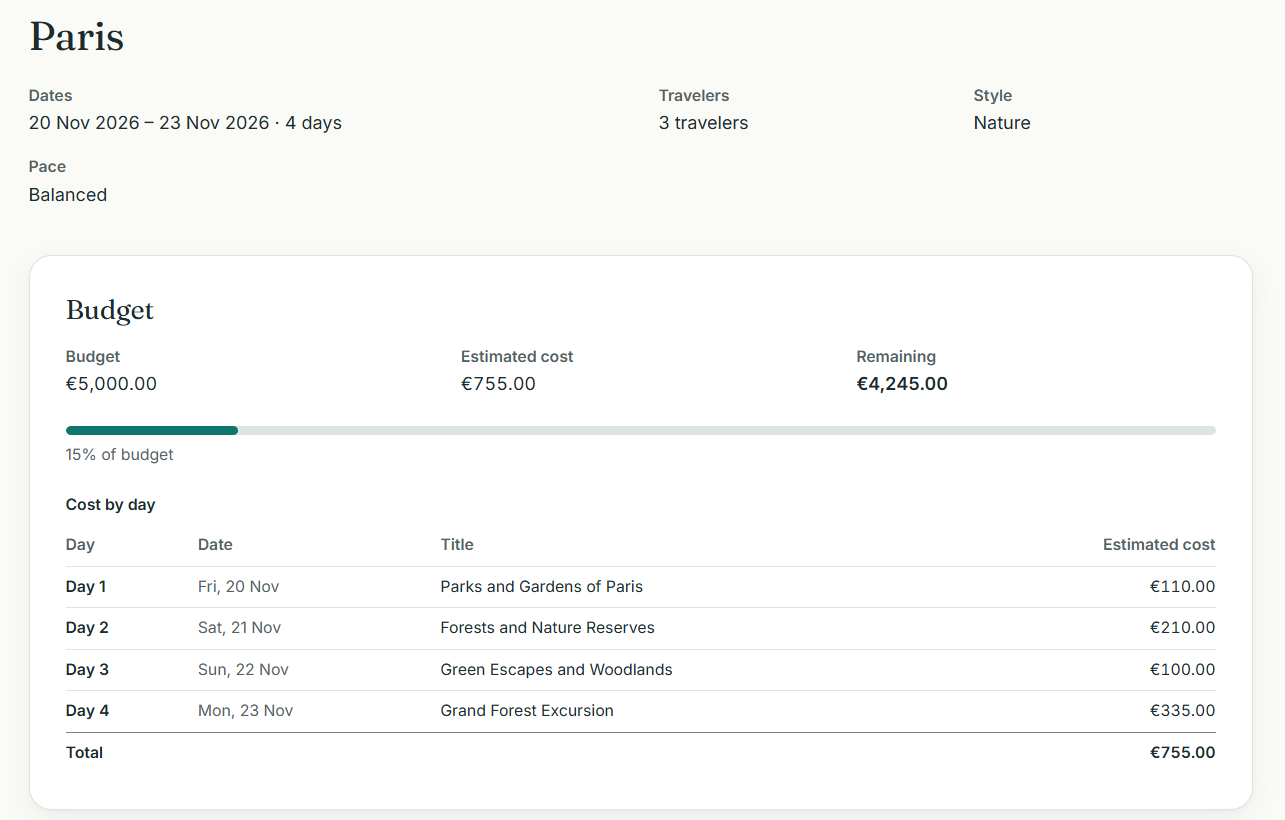 Paris
Dates
20 Nov 2026 – 23 Nov 2026 · 4 days
Travelers
3 travelers
Style
Nature
Pace
Balanced
Budget
Budget
€5,000.00
Estimated cost
€755.00
Remaining
€4,245.00
15% of budget
Cost by day
Day Date Title Estimated cost
Day 1 Fri, 20 Nov Parks and Gardens of Paris €110.00
Day 2 Sat, 21 Nov Forests and Nature Reserves €210.00
Day 3 Sun, 22 Nov Green Escapes and Woodlands €100.00
Day 4 Mon, 23 Nov Grand Forest Excursion €335.00
Total €755.00